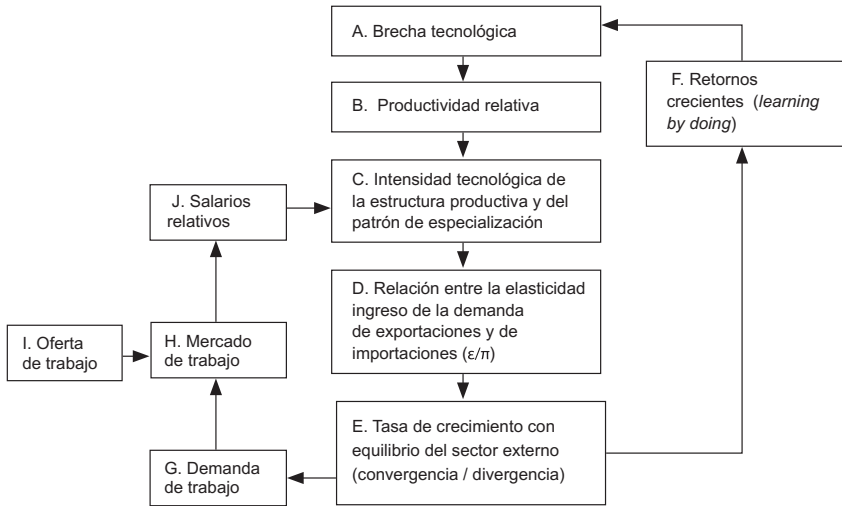 A. Brecha tecnológica
B. Productividad relativa
C. Intensidad tecnológica de
la estructura productiva y del
patrón de especialización
D. Relación entre la elasticidad
ingreso de la demanda
de exportaciones y de
importaciones (ε/π)
E. Tasa de crecimiento con
equilibrio del sector externo
(convergencia / divergencia)
F. Retornos
crecientes (learning
by doing)
G. Demanda
de trabajo
H. Mercado
de trabajo
I. Oferta
de trabajo
J. Salarios
relativos